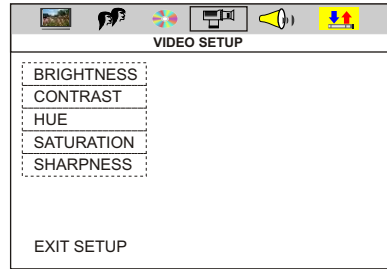 VIDEO SETUP
BRIGHTNESS
CONTRAST
HUE
SATURATION
SHARPNESS
EXIT SETUP